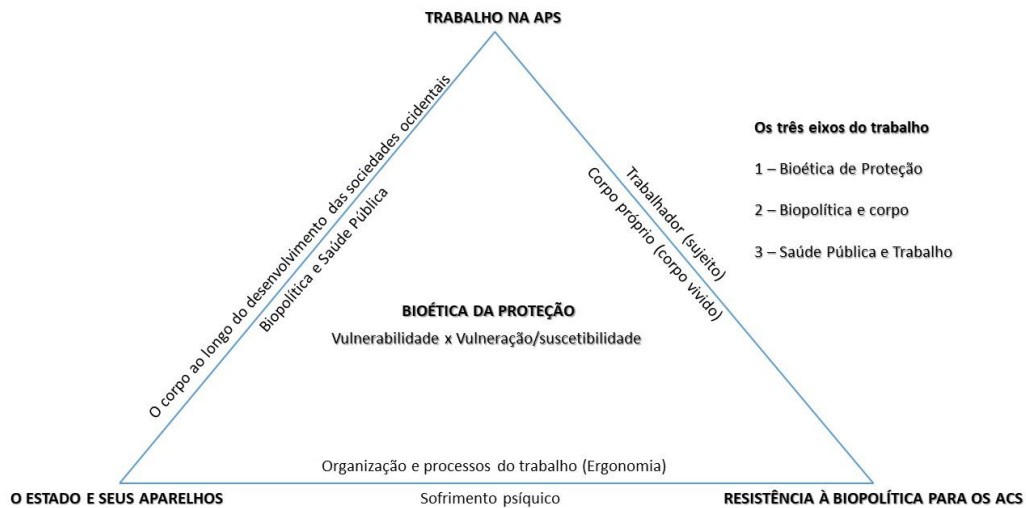 TRABALHO NA APS
O corpo ao longo do desenvolvimento das sociedades ocidentais
Biopolítica e Saúde Pública
Trabalhador (sujeito)
Corpo próprio (corpo vivido)
Os três eixos do trabalho
1 – Bioética de Proteção
2 – Biopolítica e corpo
3 – Saúde Pública e Trabalho
BIOÉTICA DA PROTEÇÃO
Vulnerabilidade x Vulneração/suscetibilidade
Organização e processos do trabalho (Ergonomia)
O ESTADO E SEUS APARELHOS
Sofrimento psíquico
RESISTÊNCIA À BIOPOLÍTICA PARA OS ACS